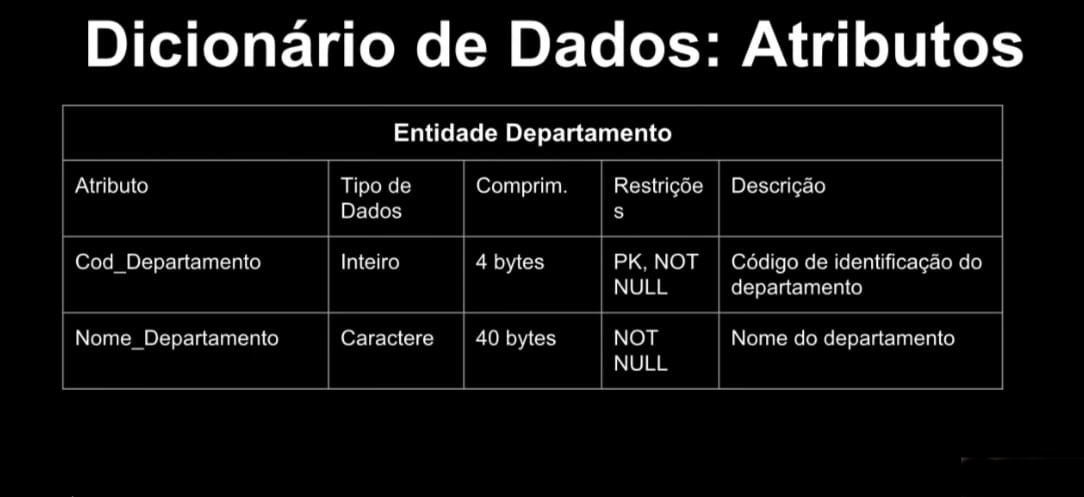 Dicionário de Dados: Atributos
Entidade Departamento
Atributo
Tipo de
Dados
Comprim.
Restriçõe
s
Descrição
Cod_Departamento
Inteiro
4 bytes
PK, NOT
NULL
Código de identificação do
departamento
Nome_Departamento
Caractere
40 bytes
NOT
NULL
Nome do departamento